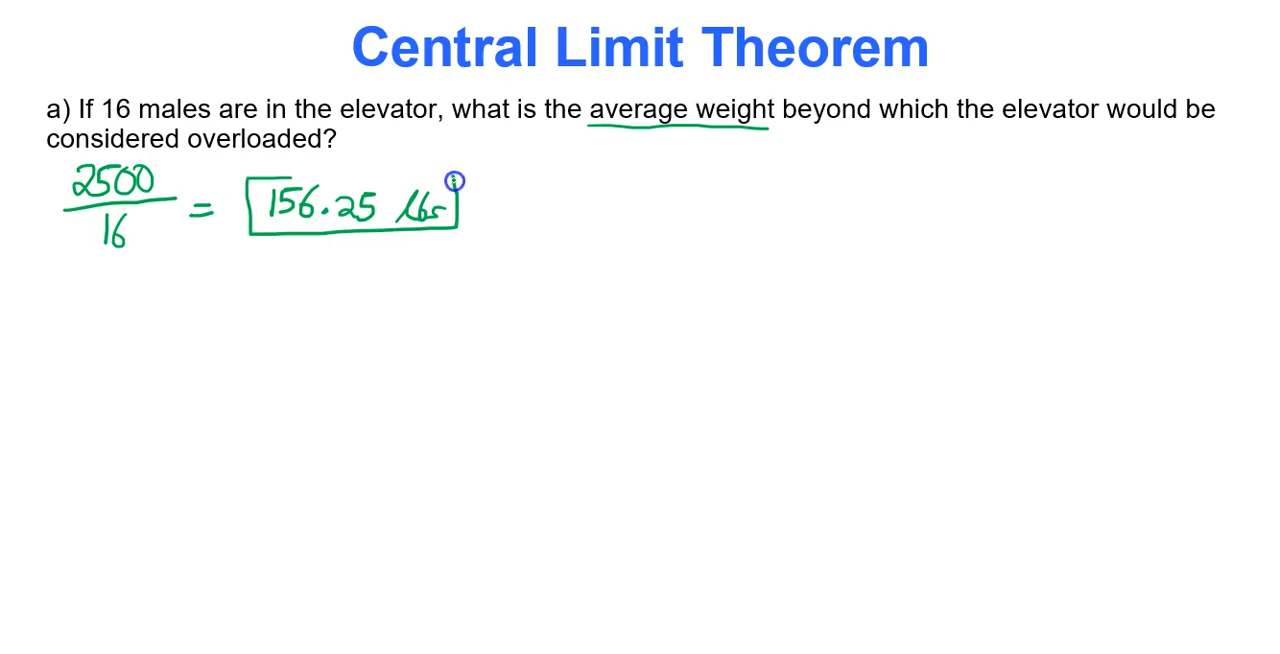 Central Limit Theorem
a) If 16 males are in the elevator, what is the average weight beyond which the elevator would be
considered overloaded?
2500
16
= 156.25 lbs